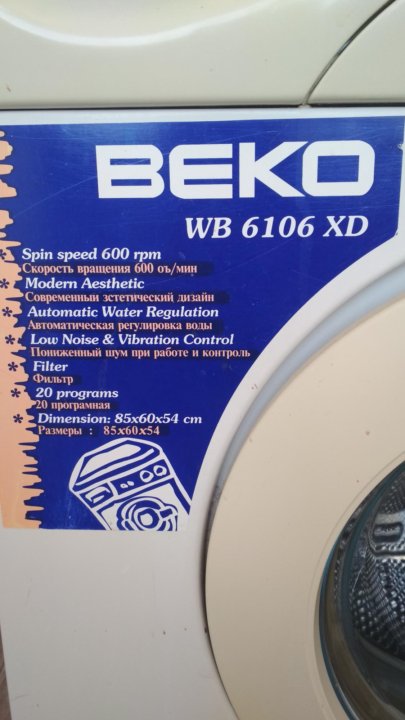 BEKO
WB 6106 XD
* Spin speed 600 rpm
Скорость вращения 600 оъ/мин
* Modern Aesthetic
Современный эстетический дизайн
* Automatic Water Regulation
Автоматическая регулировка воды
* Low Noise & Vibration Control
Пониженный шум при работе и контроль
* Filter
Фильтр
* 20 programs
20 програмная
* Dimension: 85x60x54 cm
Размеры : 85x60x54